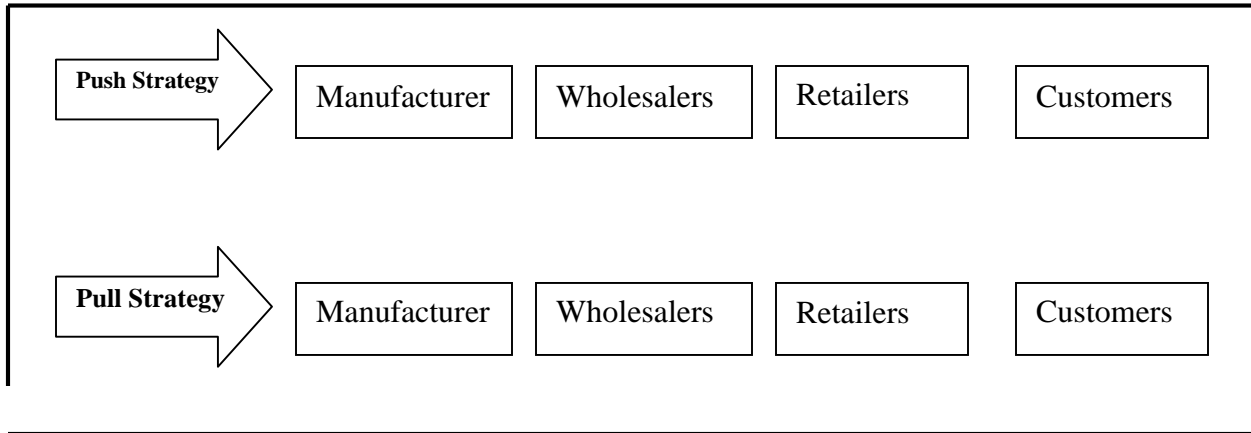 Push Strategy
Manufacturer
Wholesalers
Retailers
Customers
Pull Strategy
Manufacturer
Wholesalers
Retailers
Customers